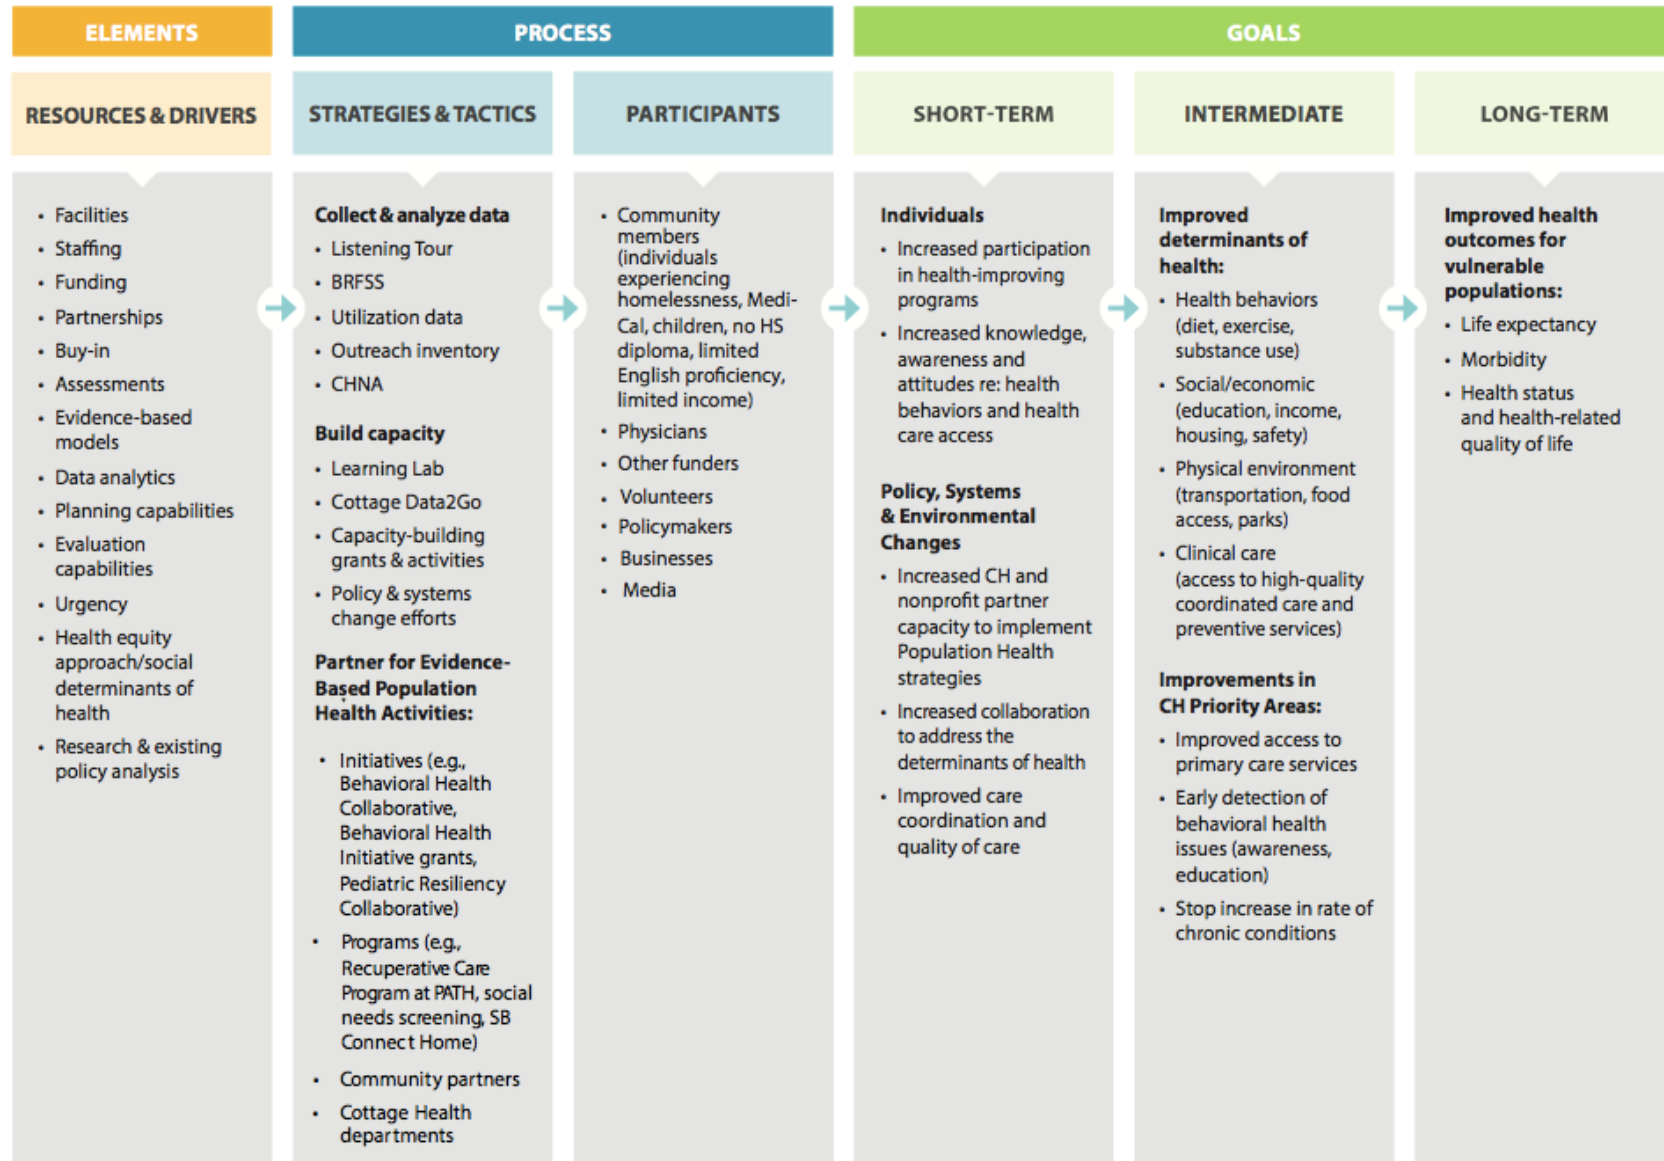 ELEMENTS
PROCESS
GOALS
RESOURCES & DRIVERS
STRATEGIES & TACTICS
PARTICIPANTS
SHORT-TERM
INTERMEDIATE
LONG-TERM
• Facilities
• Staffing
• Funding
• Partnerships
• Buy-in
• Assessments
• Evidence-based
models
• Data analytics
• Planning capabilities
• Evaluation
capabilities
• Urgency
• Health equity
approach/social
determinants of
health
• Research & existing
policy analysis
Collect & analyze data
• Listening Tour
• BRFSS
• Utilization data
• Outreach inventory
• CHNA
Build capacity
• Learning Lab
• Cottage Data2Go
• Capacity-building
grants & activities
• Policy & systems
change efforts
Partner for Evidence-
Based Population
Health Activities:
• Initiatives (e.g.,
Behavioral Health
Collaborative,
Behavioral Health
Initiative grants,
Pediatric Resiliency
Collaborative)
• Programs (e.g.,
Recuperative Care
Program at PATH, social
needs screening, SB
Connect Home)
• Community partners
• Cottage Health
departments
• Community
members
(individuals
experiencing
homelessness, Medi-
Cal, children, no HS
diploma, limited
English proficiency,
limited income)
• Physicians
• Other funders
• Volunteers
• Policymakers
• Businesses
• Media
Individuals
• Increased participation
in health-improving
programs
• Increased knowledge,
awareness and
attitudes re: health
behaviors and health
care access
Policy, Systems
& Environmental
Changes
• Increased CH and
nonprofit partner
capacity to implement
Population Health
strategies
• Increased collaboration
to address the
determinants of health
• Improved care
coordination and
quality of care
Improved
determinants of
health:
• Health behaviors
(diet, exercise,
substance use)
• Social/economic
(education, income,
housing, safety)
• Physical environment
(transportation, food
access, parks)
• Clinical care
(access to high-quality
coordinated care and
preventive services)
Improvements in
CH Priority Areas:
• Improved access to
primary care services
• Early detection of
behavioral health
issues (awareness,
education)
• Stop increase in rate of
chronic conditions
Improved health
outcomes for
vulnerable
populations:
• Life expectancy
• Morbidity
• Health status
and health-related
quality of life